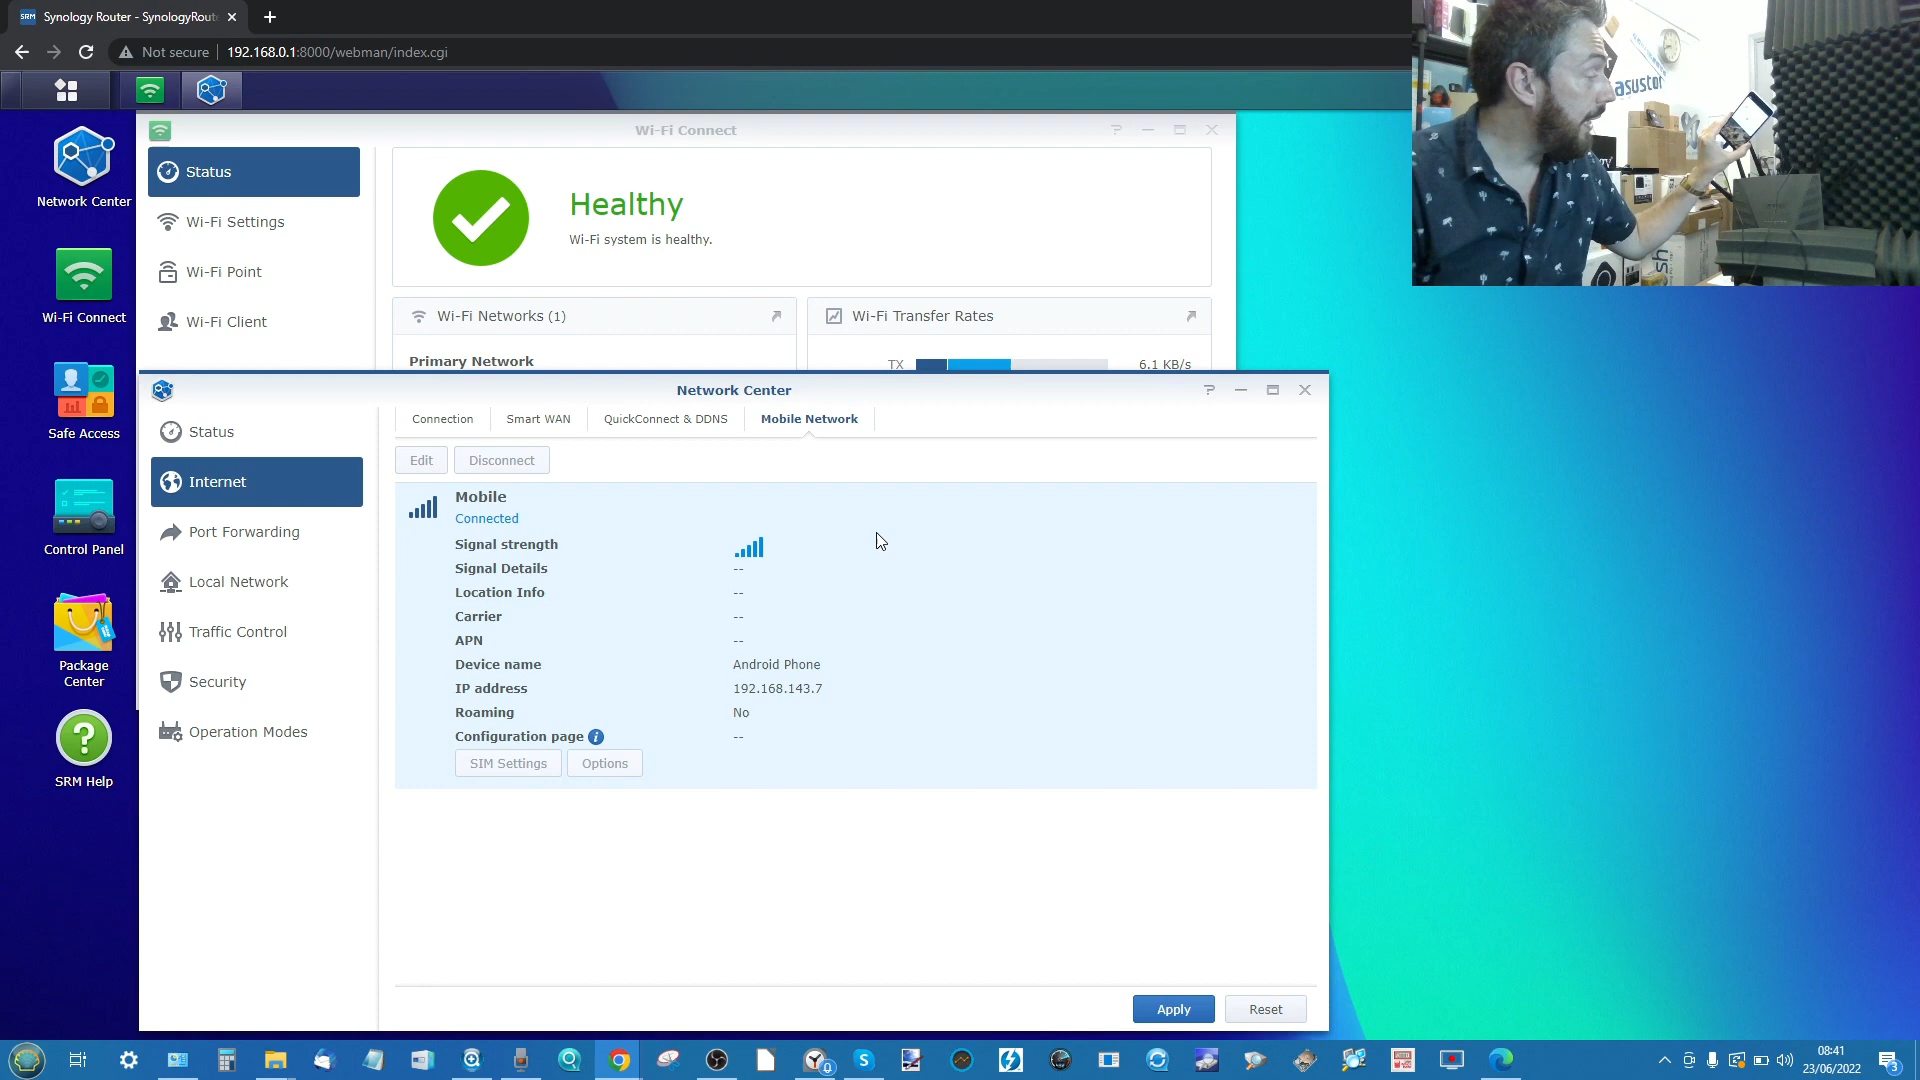 Synology Router - SynologyRout
Not secure
192.168.0.1:8000/webman/index.cgi
asustor
Network Center
Wi-Fi Connect
Safe Access
Control Panel
Package
Center
SRM Help
Wi-Fi Connect
Status
Wi-Fi Settings
Wi-Fi Point
Wi-Fi Client
Healthy
Wi-Fi system is healthy.
Wi-Fi Networks (1)
Primary Network
Wi-Fi Transfer Rates
TX
6.1 KB/s
Network Center
Status
Internet
Port Forwarding
Local Network
Traffic Control
Security
Operation Modes
Connection
Smart WAN
QuickConnect & DDNS
Mobile Network
Edit
Disconnect
Mobile
Connected
Signal strength
Signal Details --
Location Info --
Carrier --
APN --
Device name Android Phone
IP address 192.168.143.7
Roaming No
Configuration page --
SIM Settings
Options
Apply
Reset
08:41
23/06/2022
3